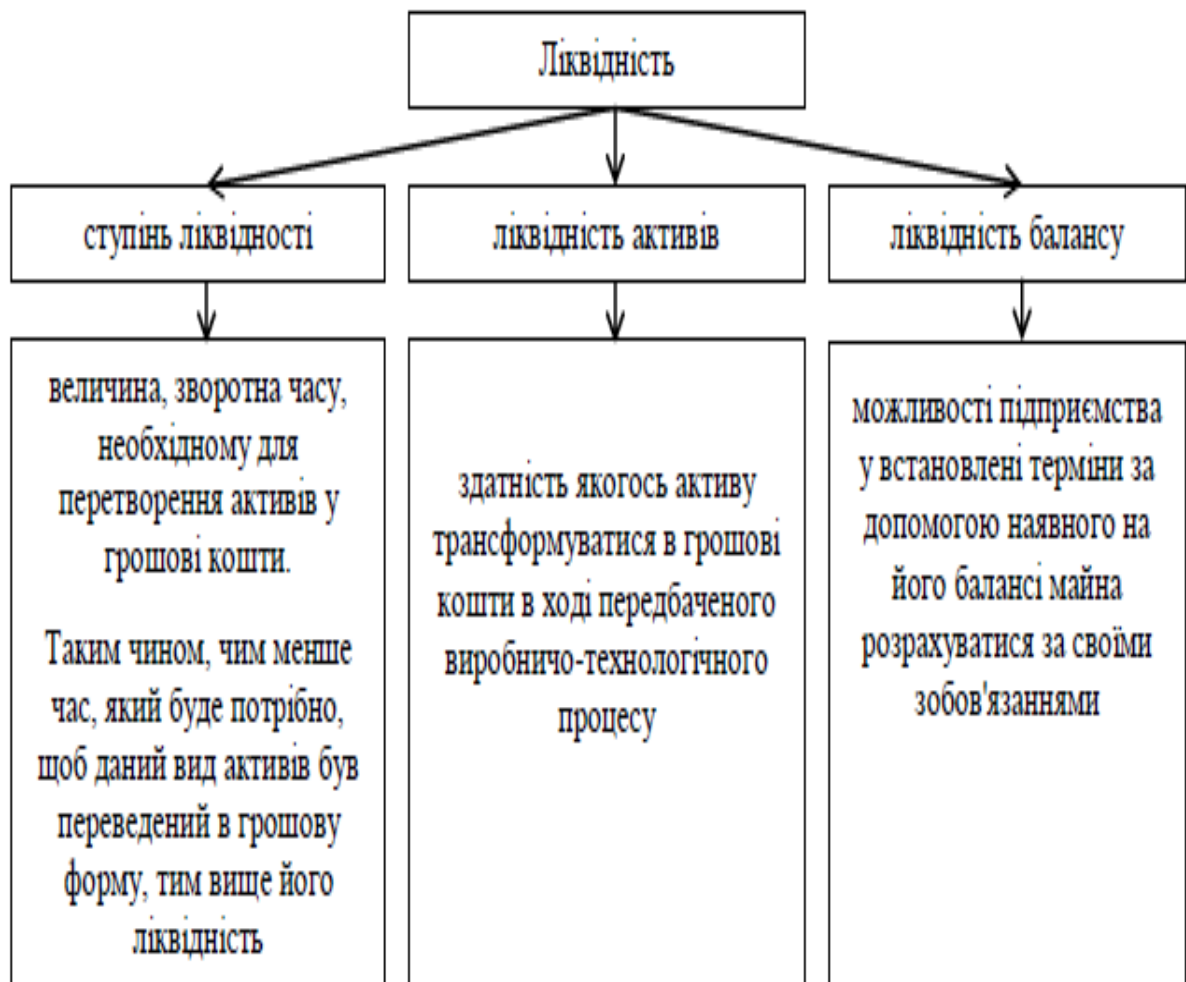 Ліквідність
ступінь ліквідності
ліквідність активів
ліквідність балансу
величина, зворотна часу,
необхідному для
перетворення активів у
грошові кошти.
Таким чином, чим менше
час, який буде потрібно,
щоб даний вид активів був
переведений в грошову
форму, тим вище його
ліквідність
здатність якогось активу
трансформуватися в грошові
кошти в ході передбаченого
виробничо-технологічного
процесу
можливості підприємства
у встановлені терміни за
допомогою наявного на
його балансі майна
розрахуватися за своїми
зобов'язаннями